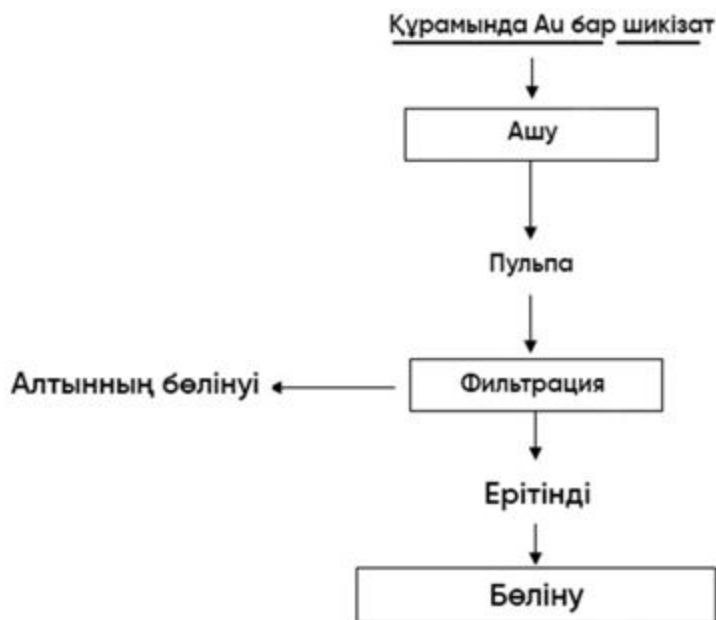 Құрамында Au бар шикізат
Ашу
Пульпа
Алтынның бөлінуі
Фильтрация
Ерітінді
Бөліну